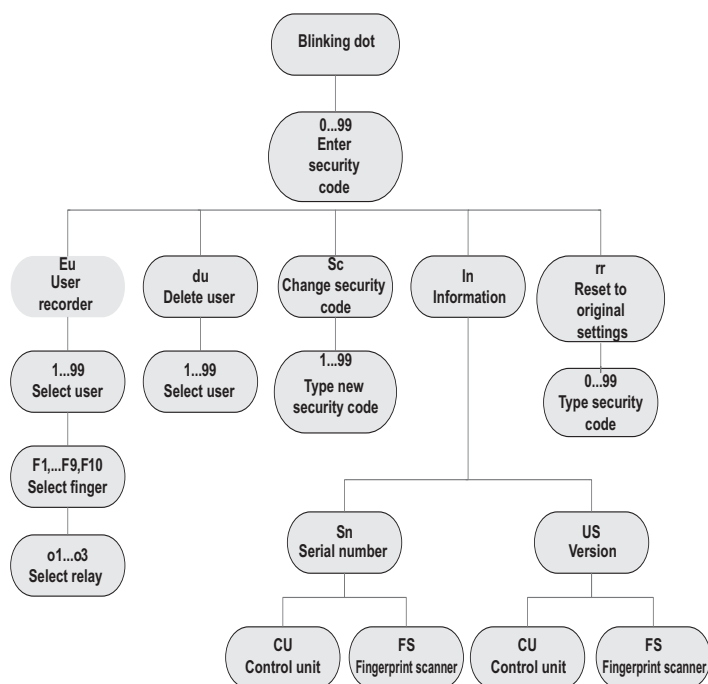 Blinking dot
0...99
Enter
security
code
Eu
User
recorder
du
Delete user
Sc
Change security
code
In
Information
rr
Reset to
original
settings
1...99
Select user
1...99
Select user
1...99
Type new
security code
0...99
Type security
code
F1,...F9,F10
Select finger
o1...o3
Select relay
Sn
Serial number
US
Version
CU
Control unit
FS
Fingerprint scanner
CU
Control unit
FS
Fingerprint scanner